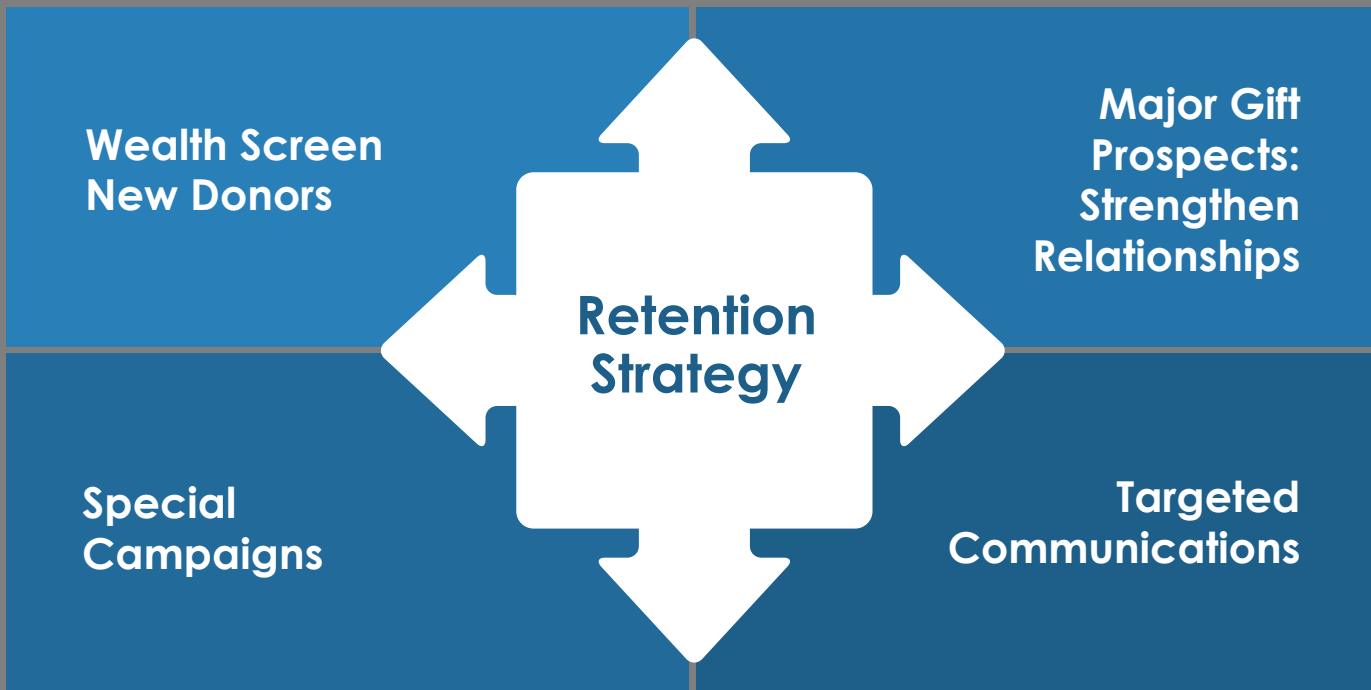 Wealth Screen
New Donors
Major Gift
Prospects:
Strengthen
Relationships
Retention
Strategy
Special
Campaigns
Targeted
Communications